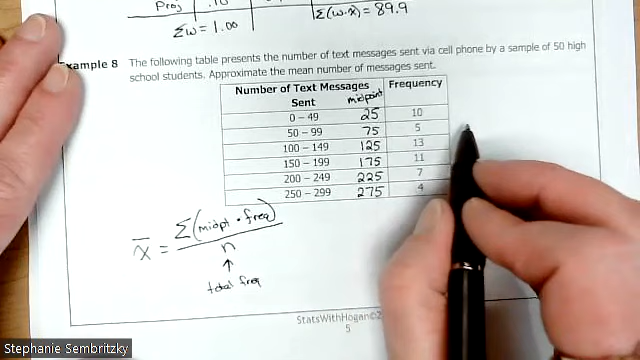 Proj .10
Σw = 1.00
Σ(w·x) = 89.9
Example 8 The following table presents the number of text messages sent via cell phone by a sample of 50 high
school students. Approximate the mean number of messages sent.
Number of Text Messages Sent midpoint Frequency
0 – 49 25 10
50 – 99 75 5
100 – 149 125 13
150 – 199 175 11
200 – 249 225 7
250 – 299 275 4
x̄ = Σ(midpt · freq)
n
↑
total freq
StatsWithHogan©2
5
Stephanie Sembritzky